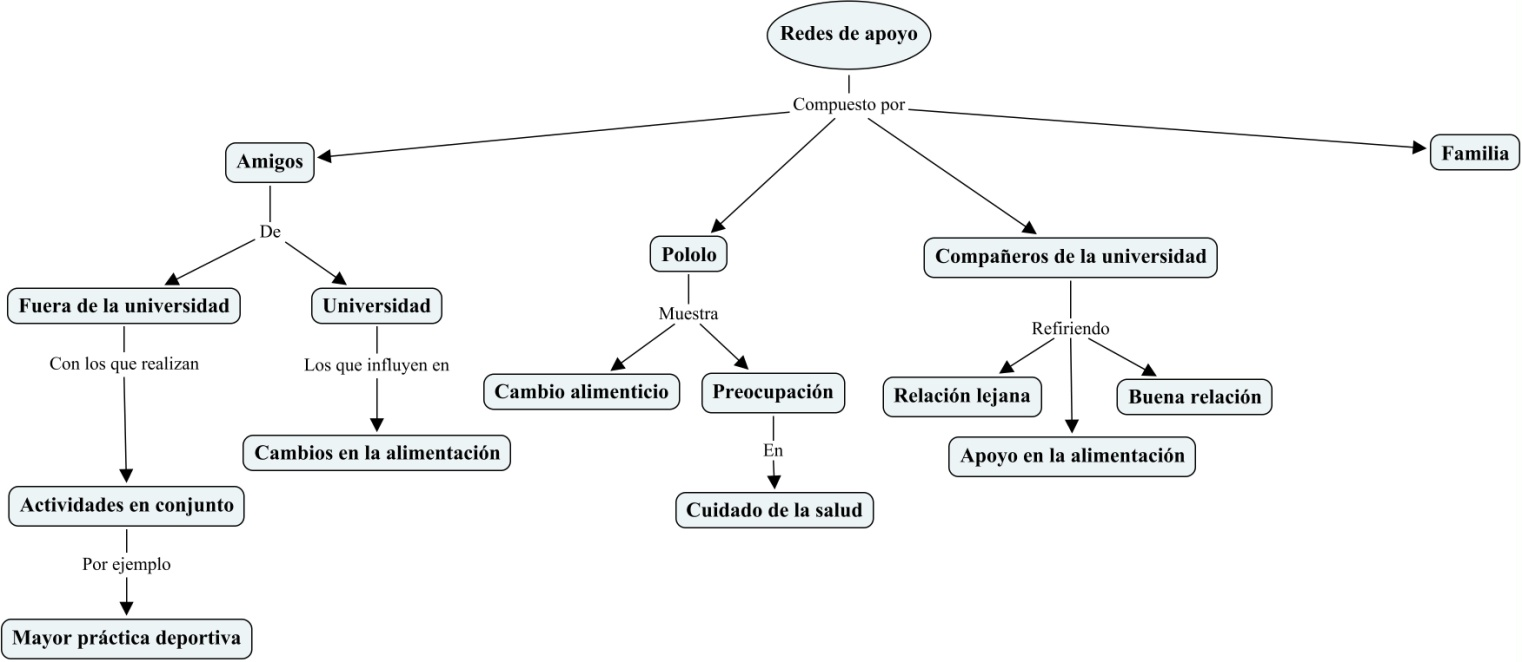 Redes de apoyo
Compuesto por
Amigos
Familia
De
Pololo
Compañeros de la universidad
Fuera de la universidad
Universidad
Muestra
Refiriendo
Con los que realizan
Los que influyen en
Cambio alimenticio
Preocupación
Relación lejana
Buena relación
Cambios en la alimentación
En
Apoyo en la alimentación
Actividades en conjunto
Cuidado de la salud
Por ejemplo
Mayor práctica deportiva